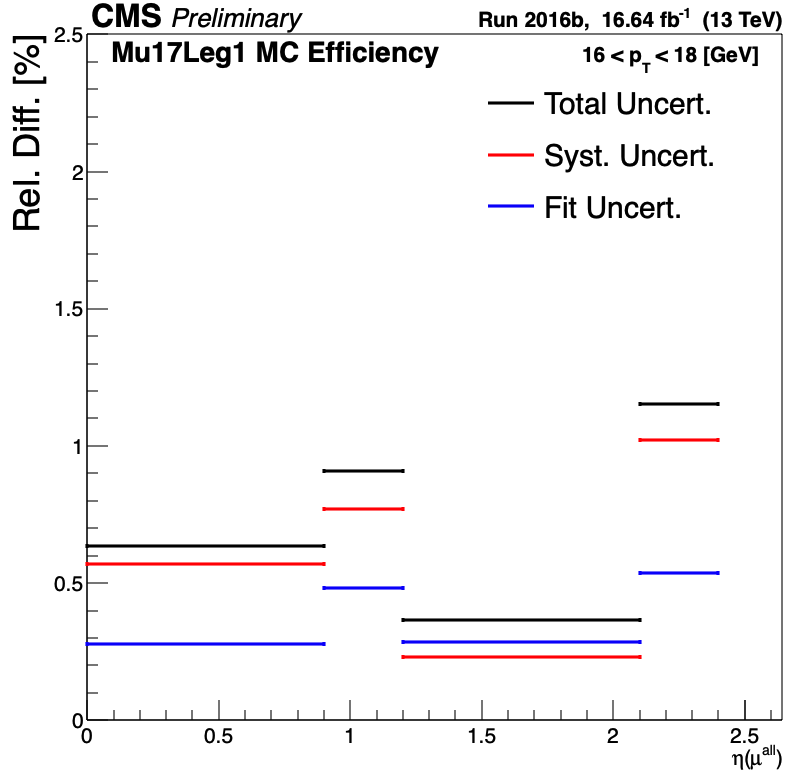 CMS Preliminary
Run 2016b, 16.64 fb⁻¹ (13 TeV)
Mu17Leg1 MC Efficiency
16 < p_T < 18 [GeV]
Total Uncert.
Syst. Uncert.
Fit Uncert.
Rel. Diff. [%]
2.5
2
1.5
1
0.5
0
0 0.5 1 1.5 2 2.5
η(μ^all)